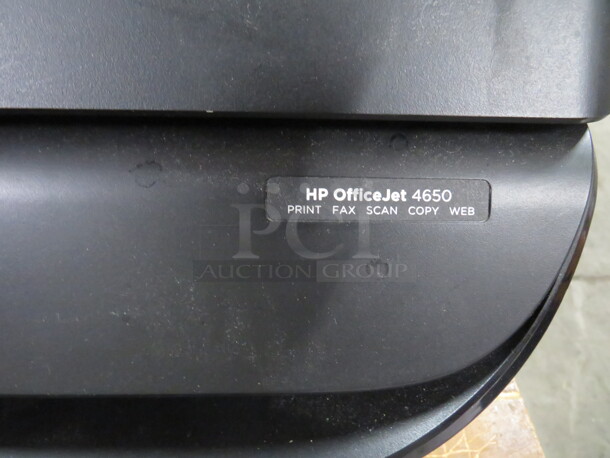 HP OfficeJet 4650
PRINT FAX SCAN COPY WEB
PCI
AUCTION GROUP